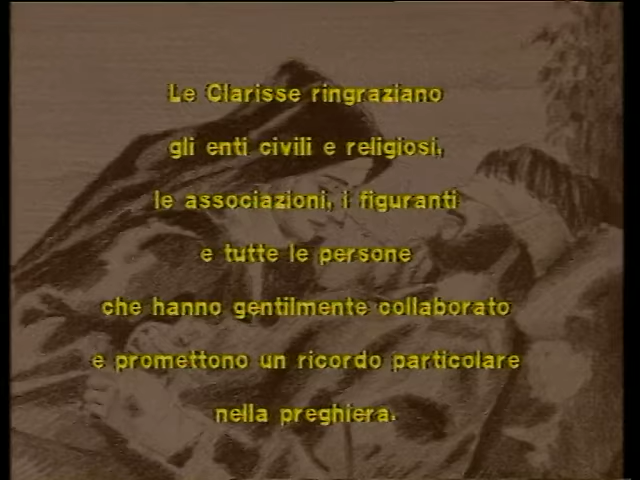 Le Clarisse ringraziano
gli enti civili e religiosi,
le associazioni, i figuranti
e tutte le persone
che hanno gentilmente collaborato
e promettono un ricordo particolare
nella preghiera.